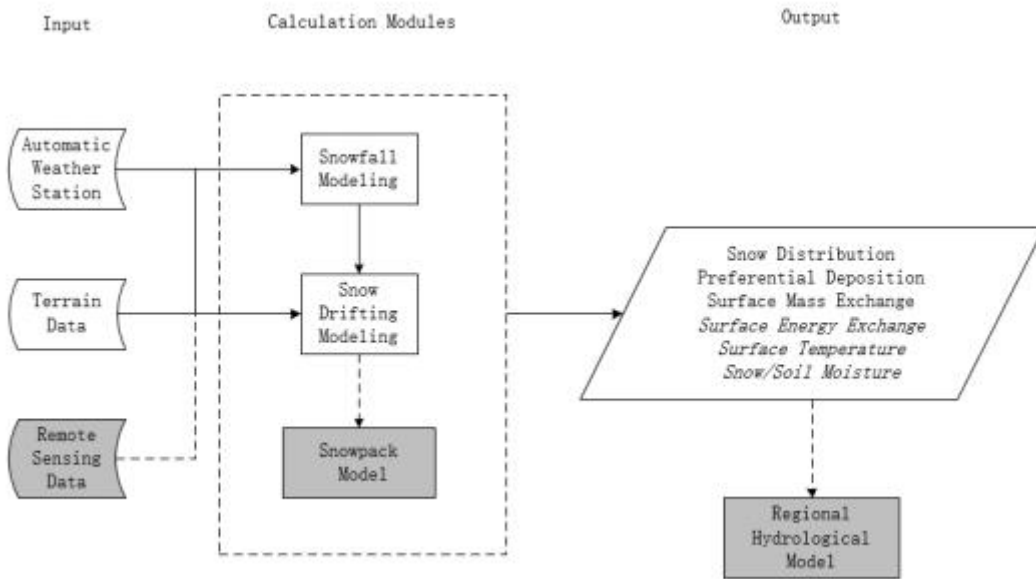 Input
Calculation Modules
Output
Automatic
Weather
Station
Snowfall
Modeling
Terrain
Data
Snow
Drifting
Modeling
Remote
Sensing
Data
Snowpack
Model
Snow Distribution
Preferential Deposition
Surface Mass Exchange
Surface Energy Exchange
Surface Temperature
Snow/Soil Moisture
Regional
Hydrological
Model